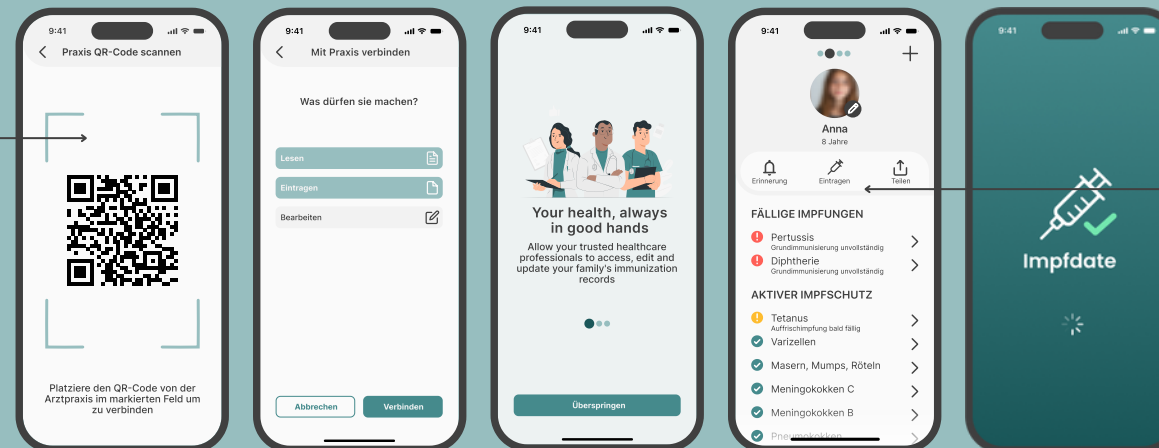 9:41
Praxis QR-Code scannen
Platziere den QR-Code von der
Arztpraxis im markierten Feld um
zu verbinden
9:41
Mit Praxis verbinden
Was dürfen sie machen?
Lesen
Eintragen
Bearbeiten
Abbrechen
Verbinden
9:41
Your health, always
in good hands
Allow your trusted healthcare
professionals to access, edit and
update your family's immunization
records
Überspringen
9:41
Anna
8 Jahre
Erinnerung
Eintragen
Teilen
FÄLLIGE IMPFUNGEN
Pertussis
Grundimmunisierung unvollständig
Diphtherie
Grundimmunisierung unvollständig
AKTIVER IMPFSCHUTZ
Tetanus
Auffrischimpfung bald fällig
Varizellen
Masern, Mumps, Röteln
Meningokokken C
Meningokokken B
Pneumokokken
9:41
Impfdate